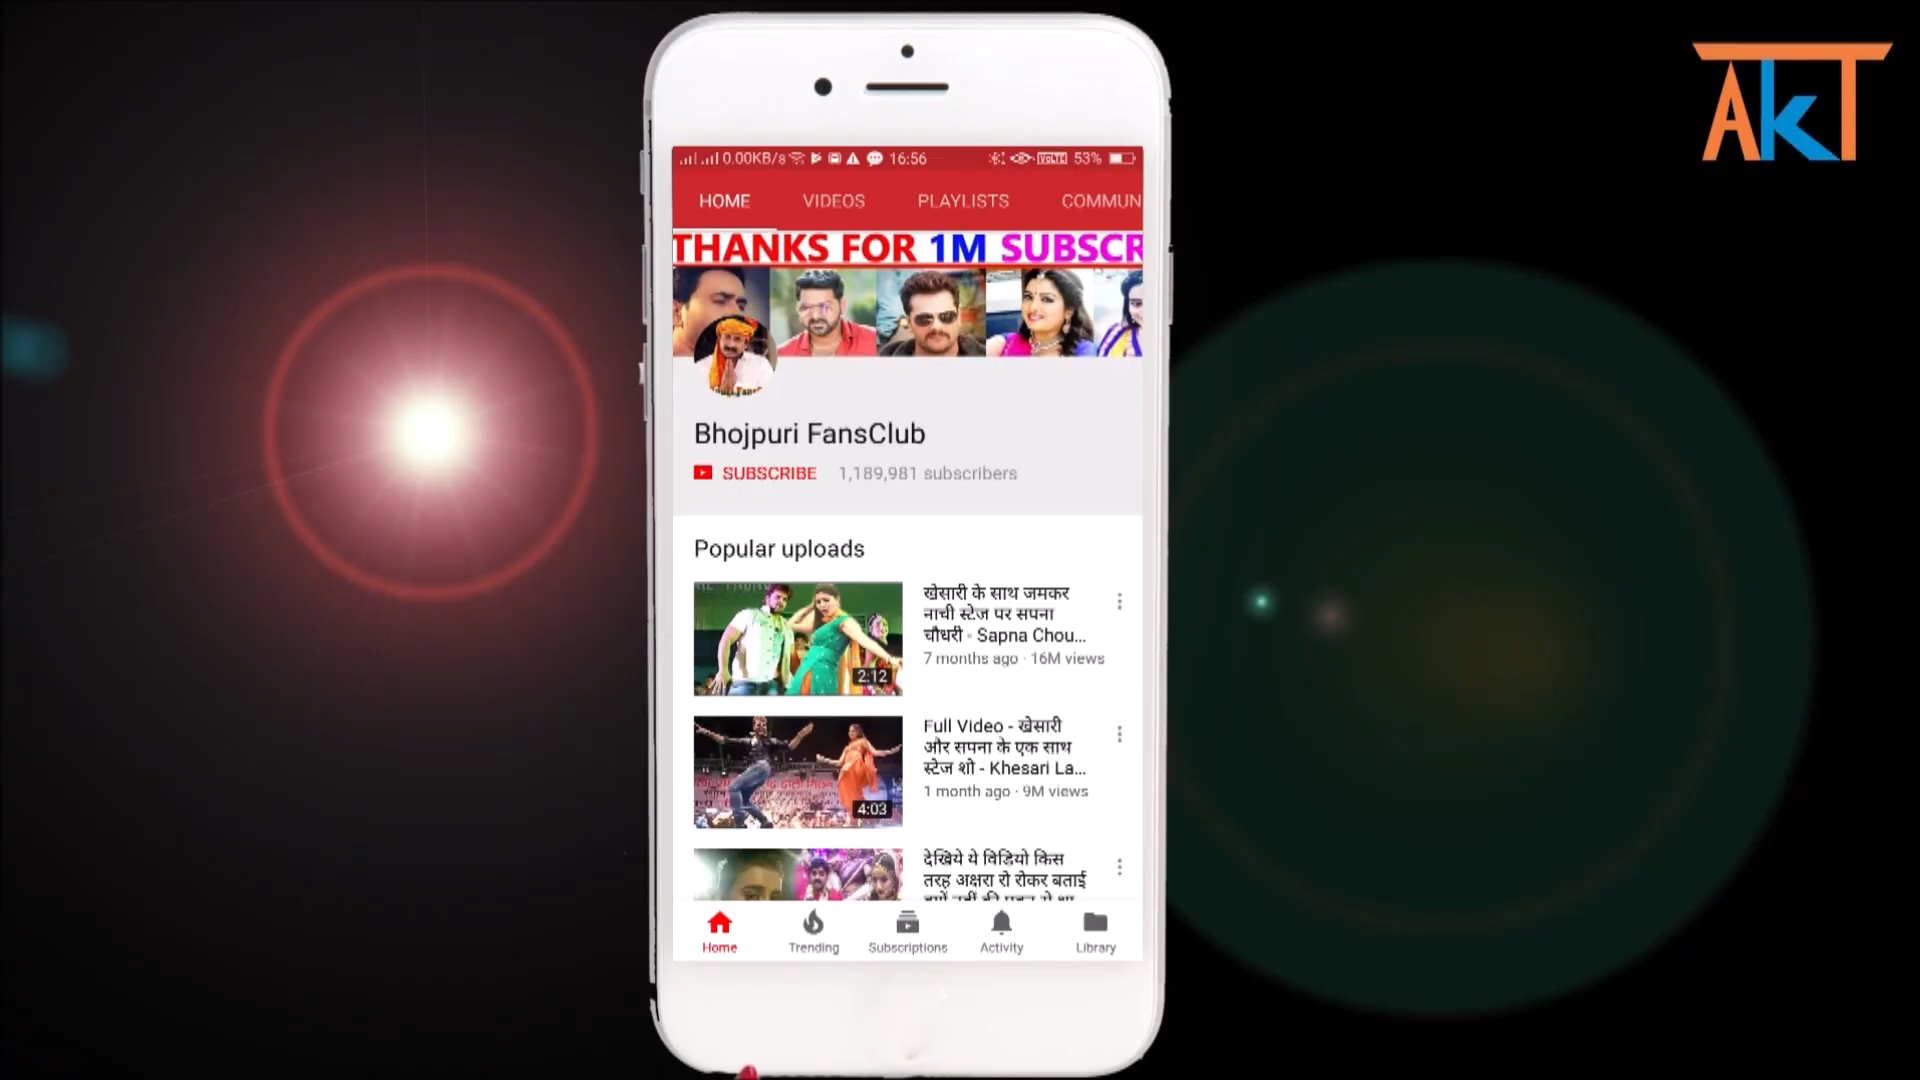 AKT
0.00KB/s 16:56 VoLTE 53%
HOME VIDEOS PLAYLISTS COMMUN
THANKS FOR 1M SUBSCR
Bhojpuri FansClub
SUBSCRIBE 1,189,981 subscribers
Popular uploads
खेसारी के साथ जमकर
नाची स्टेज पर सपना
चौधरी - Sapna Chou...
7 months ago · 16M views
2:12
Full Video - खेसारी
और सपना के एक साथ
स्टेज शो - Khesari La...
1 month ago · 9M views
4:03
देखिये ये विडियो किस
तरह अक्षरा रो रोकर बताई
Home Trending Subscriptions Activity Library